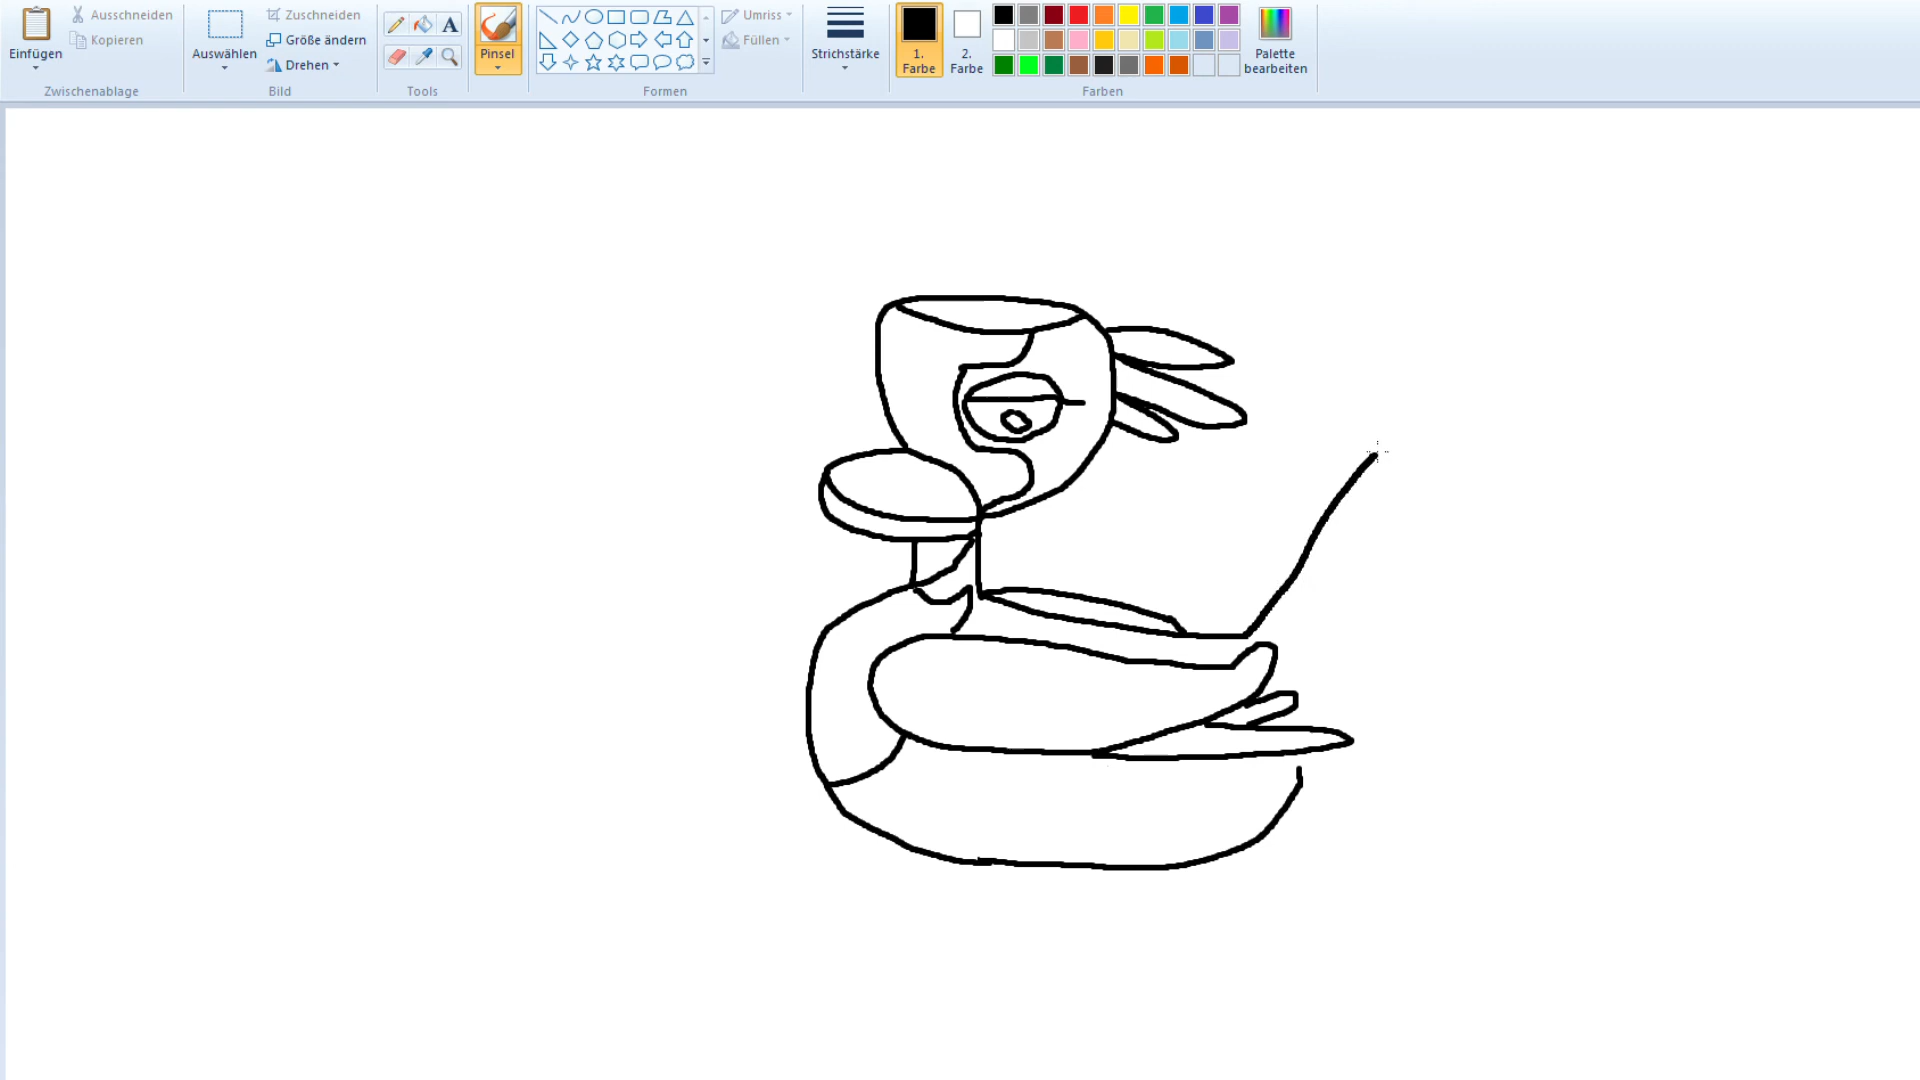 Einfügen
Ausschneiden
Kopieren
Zwischenablage
Auswählen
Zuschneiden
Größe ändern
Drehen
Bild
A
Tools
Pinsel
Umriss
Füllen
Formen
Strichstärke
1.
Farbe
2.
Farbe
Palette
bearbeiten
Farben